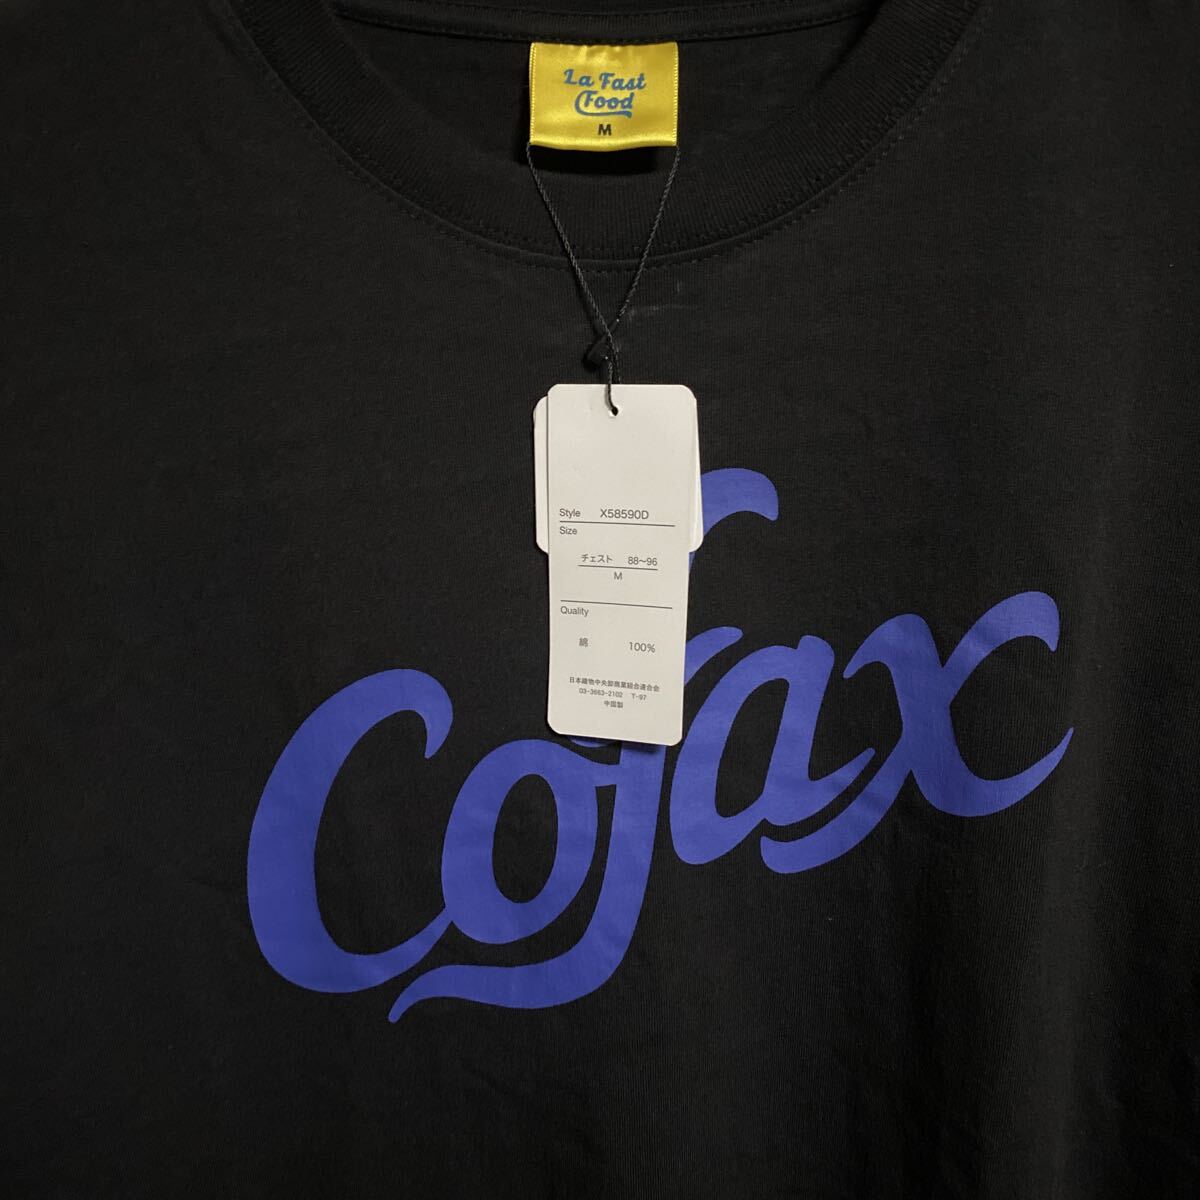 La Fast
Food
M
Style X58590D
Size
チェスト 88~96
M
Quality
綿 100%
日本織物中央卸商業組合連合会
03-3663-2102 T-97
中国製
Cofax